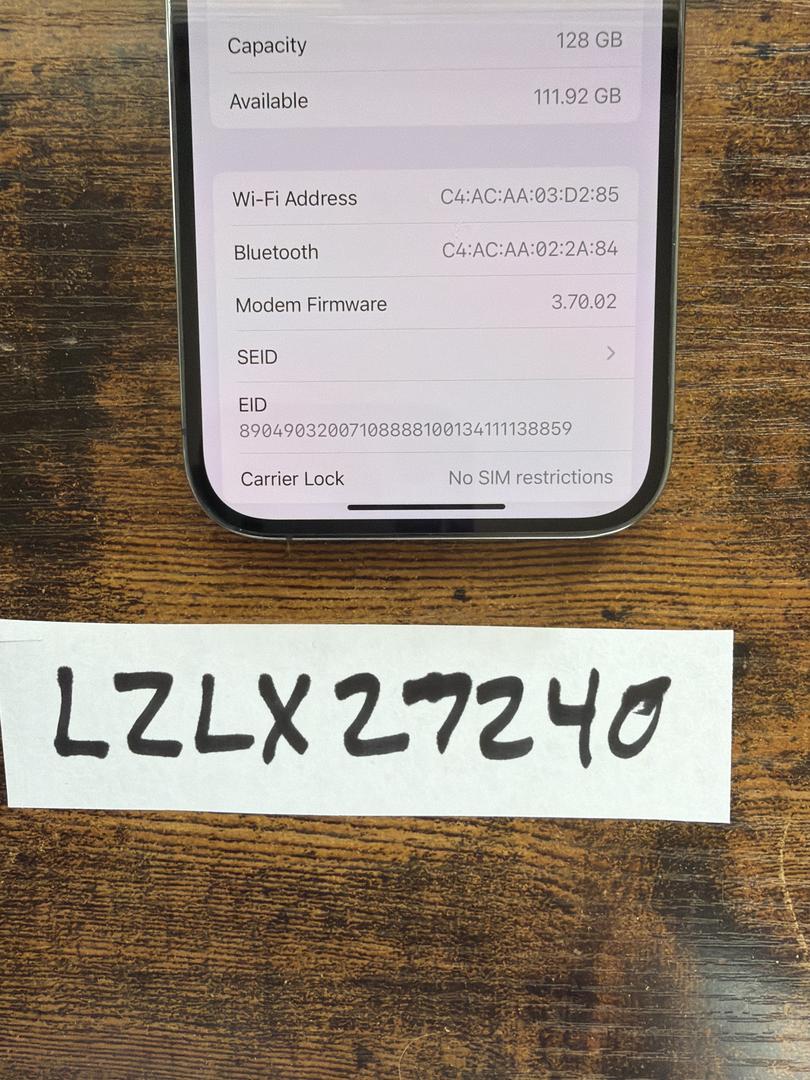 Capacity 128 GB
Available 111.92 GB
Wi-Fi Address C4:AC:AA:03:D2:85
Bluetooth C4:AC:AA:02:2A:84
Modem Firmware 3.70.02
SEID
EID
89049032007108888100134111138859
Carrier Lock No SIM restrictions
LZLX27240